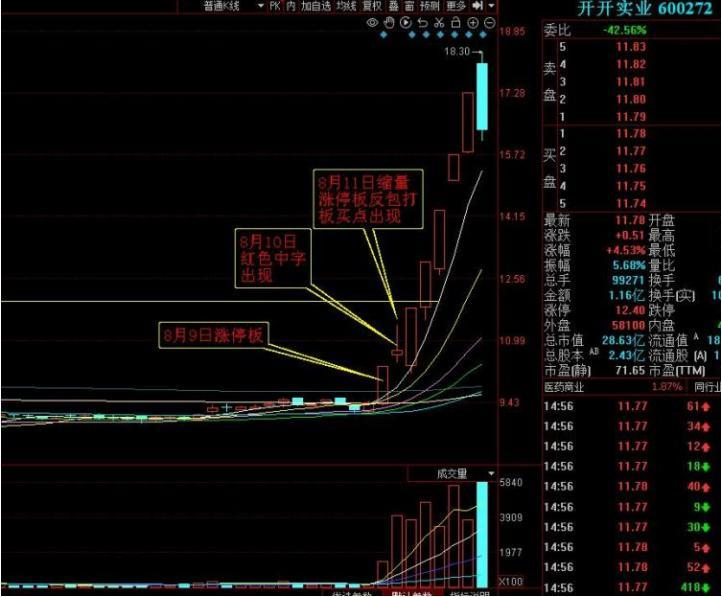 普通K线 PK 内 加自选 均线 复权 叠 窗 预测 更多
开开实业 600272
委比 -42.56%
卖盘
5 11.83
4 11.82
3 11.81
2 11.80
1 11.79
买盘
1 11.78
2 11.77
3 11.76
4 11.75
5 11.74
最新 11.78 开盘
涨跌 +0.51 最高
涨幅 +4.53% 最低
振幅 5.68% 量比
总手 99271 换手
金额 1.16亿 换手(实)
涨停 12.40 跌停
外盘 58100 内盘
总市值 28.63亿 流通值 A 18
总股本 AD 2.43亿 流通股 (A) 1
市盈(静) 71.65 市盈(TTM)
医药商业 1.87% 同行业
14:56 11.77 61
14:56 11.77 34
14:56 11.77 12
14:56 11.77 18
14:56 11.78 40
14:56 11.77 9
14:56 11.77 30
14:56 11.78 5
14:56 11.78 52
14:56 11.77 418
18.85
18.30
17.28
15.72
14.15
12.56
10.99
9.43
8月11日缩量
涨停板反包打
板买点出现
8月10日
红色中字
出现
8月9日涨停板
成交量
5840
3909
1977
X100